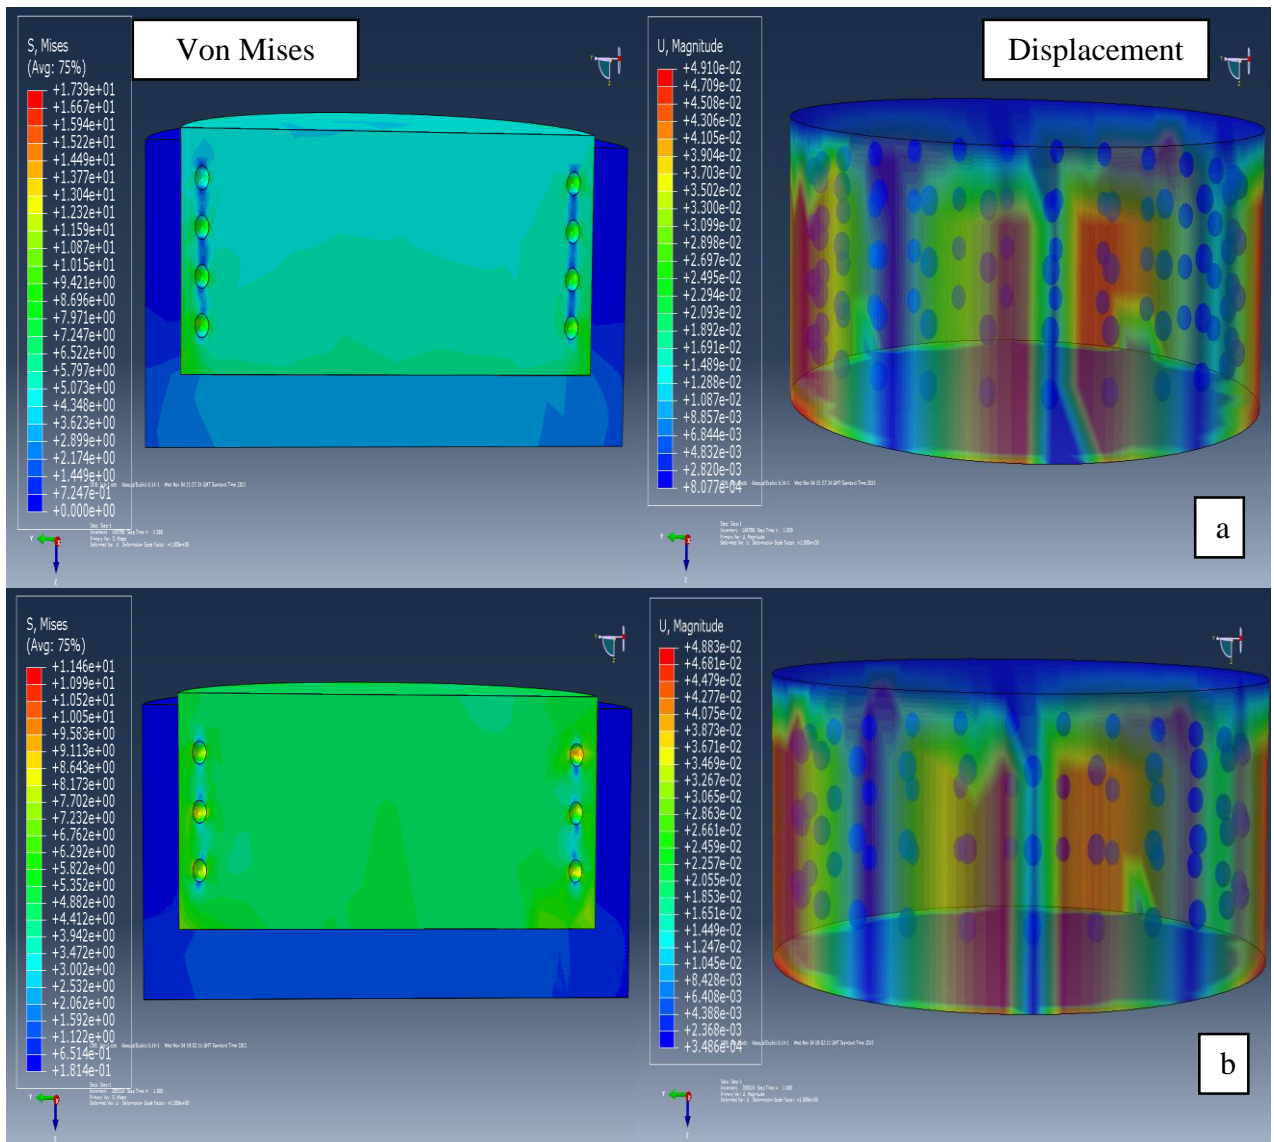 Von Mises
S, Mises
(Avg: 75%)
+1.739e+01
+1.667e+01
+1.594e+01
+1.522e+01
+1.449e+01
+1.377e+01
+1.304e+01
+1.232e+01
+1.159e+01
+1.087e+01
+1.015e+01
+9.421e+00
+8.696e+00
+7.971e+00
+7.247e+00
+6.522e+00
+5.797e+00
+5.073e+00
+4.348e+00
+3.623e+00
+2.899e+00
+2.174e+00
+1.449e+00
+7.247e-01
+0.000e+00
Displacement
U, Magnitude
+4.910e-02
+4.709e-02
+4.508e-02
+4.306e-02
+4.105e-02
+3.904e-02
+3.703e-02
+3.502e-02
+3.300e-02
+3.099e-02
+2.898e-02
+2.697e-02
+2.495e-02
+2.294e-02
+2.093e-02
+1.892e-02
+1.691e-02
+1.489e-02
+1.288e-02
+1.087e-02
+8.857e-03
+6.844e-03
+4.832e-03
+2.820e-03
+8.077e-04
a
S, Mises
(Avg: 75%)
+1.146e+01
+1.099e+01
+1.052e+01
+1.005e+01
+9.583e+00
+9.113e+00
+8.643e+00
+8.173e+00
+7.702e+00
+7.232e+00
+6.762e+00
+6.292e+00
+5.822e+00
+5.352e+00
+4.882e+00
+4.412e+00
+3.942e+00
+3.472e+00
+3.002e+00
+2.532e+00
+2.062e+00
+1.592e+00
+1.122e+00
+6.514e-01
+1.814e-01
U, Magnitude
+4.883e-02
+4.681e-02
+4.479e-02
+4.277e-02
+4.075e-02
+3.873e-02
+3.671e-02
+3.469e-02
+3.267e-02
+3.065e-02
+2.863e-02
+2.661e-02
+2.459e-02
+2.257e-02
+2.055e-02
+1.853e-02
+1.651e-02
+1.449e-02
+1.247e-02
+1.045e-02
+8.428e-03
+6.408e-03
+4.388e-03
+2.368e-03
+3.486e-04
b